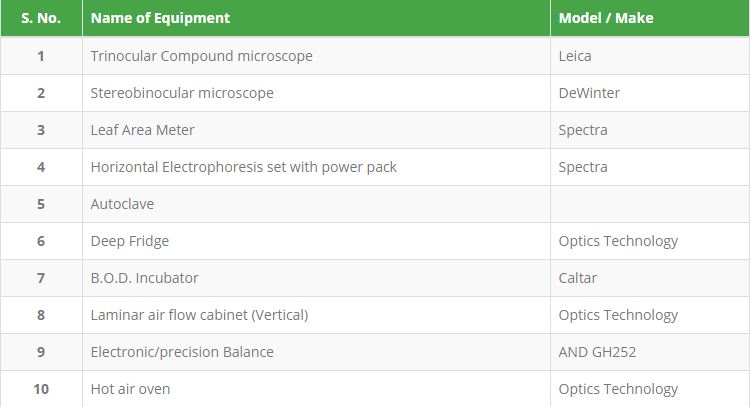 S. No. Name of Equipment Model / Make
1 Trinocular Compound microscope Leica
2 Stereobinocular microscope DeWinter
3 Leaf Area Meter Spectra
4 Horizontal Electrophoresis set with power pack Spectra
5 Autoclave
6 Deep Fridge Optics Technology
7 B.O.D. Incubator Caltar
8 Laminar air flow cabinet (Vertical) Optics Technology
9 Electronic/precision Balance AND GH252
10 Hot air oven Optics Technology